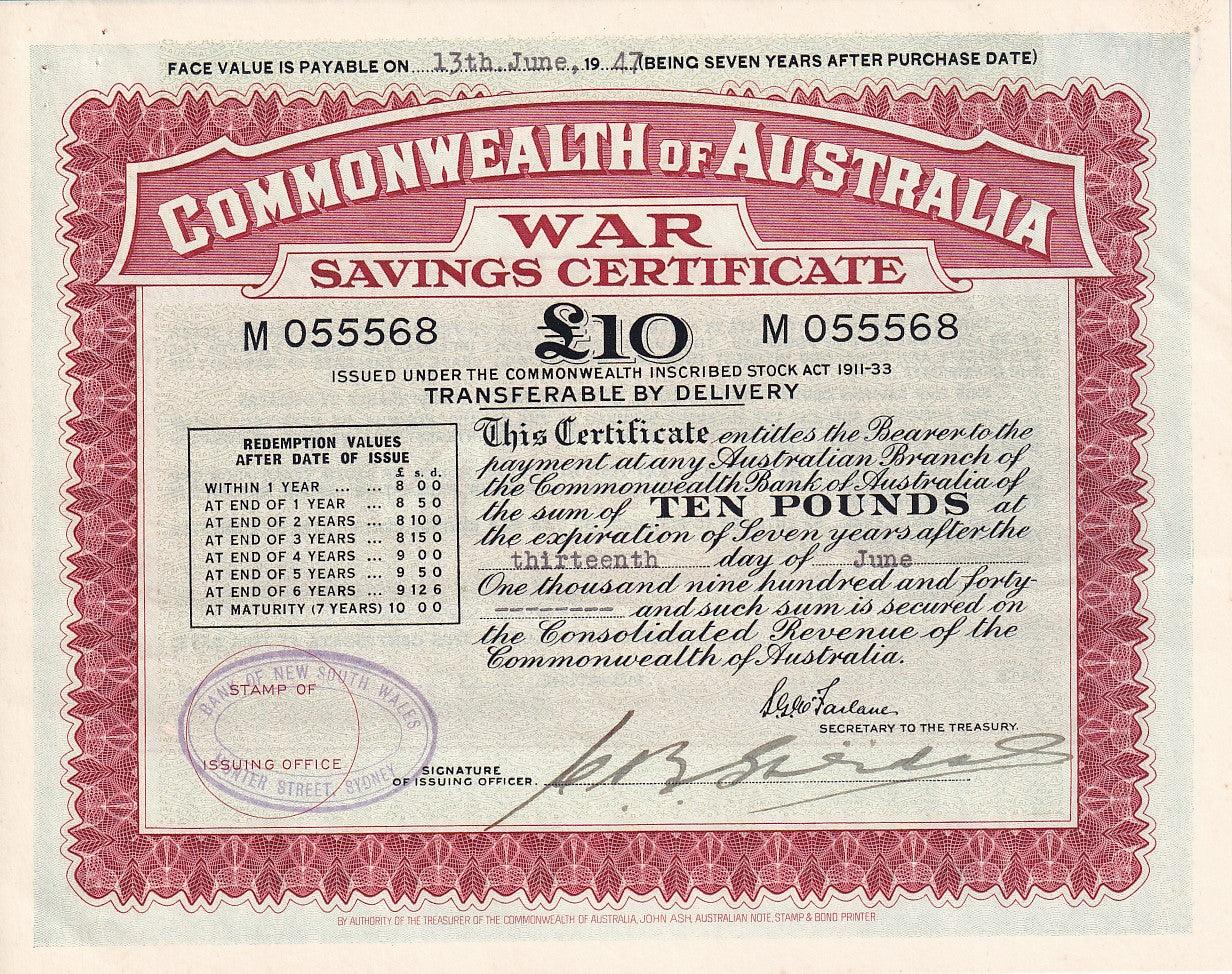 FACE VALUE IS PAYABLE ON 13th. June, 19 47 (BEING SEVEN YEARS AFTER PURCHASE DATE)
COMMONWEALTH OF AUSTRALIA
WAR
SAVINGS CERTIFICATE
M 055568 £10 M 055568
ISSUED UNDER THE COMMONWEALTH INSCRIBED STOCK ACT 1911-33
TRANSFERABLE BY DELIVERY
REDEMPTION VALUES
AFTER DATE OF ISSUE
£ s. d.
WITHIN 1 YEAR ... ... 8 0 0
AT END OF 1 YEAR ... 8 5 0
AT END OF 2 YEARS ... 8 10 0
AT END OF 3 YEARS ... 8 15 0
AT END OF 4 YEARS ... 9 0 0
AT END OF 5 YEARS ... 9 5 0
AT END OF 6 YEARS ... 9 12 6
AT MATURITY (7 YEARS) 10 0 0
This Certificate entitles the Bearer to the
payment at any Australian Branch of
the Commonwealth Bank of Australia of
the sum of TEN POUNDS at
the expiration of Seven years after the
thirteenth day of June
One thousand nine hundred and forty-
-------- and such sum is secured on
the Consolidated Revenue of the
Commonwealth of Australia.
S.G. McFarlane
SECRETARY TO THE TREASURY.
BANK OF NEW SOUTH WALES
STAMP OF
ISSUING OFFICE
HUNTER STREET, SYDNEY
SIGNATURE
OF ISSUING OFFICER.
BY AUTHORITY OF THE TREASURER OF THE COMMONWEALTH OF AUSTRALIA, JOHN ASH, AUSTRALIAN NOTE, STAMP & BOND PRINTER